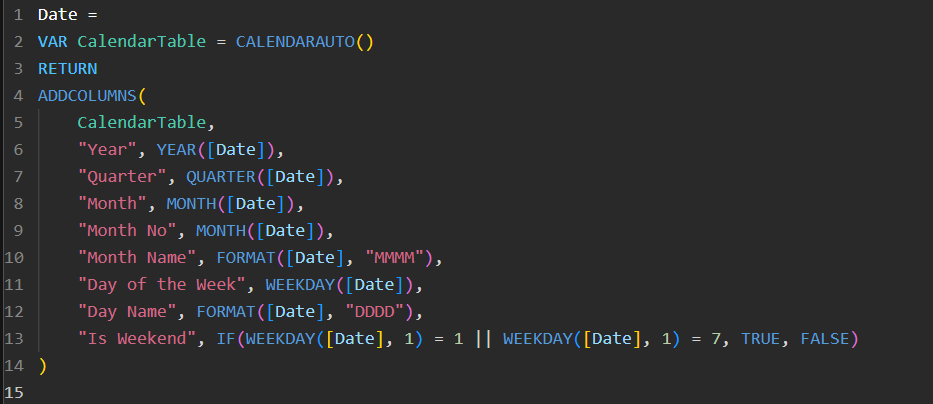 1 Date =
2 VAR CalendarTable = CALENDARAUTO()
3 RETURN
4 ADDCOLUMNS(
5     CalendarTable,
6     "Year", YEAR([Date]),
7     "Quarter", QUARTER([Date]),
8     "Month", MONTH([Date]),
9     "Month No", MONTH([Date]),
10     "Month Name", FORMAT([Date], "MMMM"),
11     "Day of the Week", WEEKDAY([Date]),
12     "Day Name", FORMAT([Date], "DDDD"),
13     "Is Weekend", IF(WEEKDAY([Date], 1) = 1 || WEEKDAY([Date], 1) = 7, TRUE, FALSE)
14 )
15